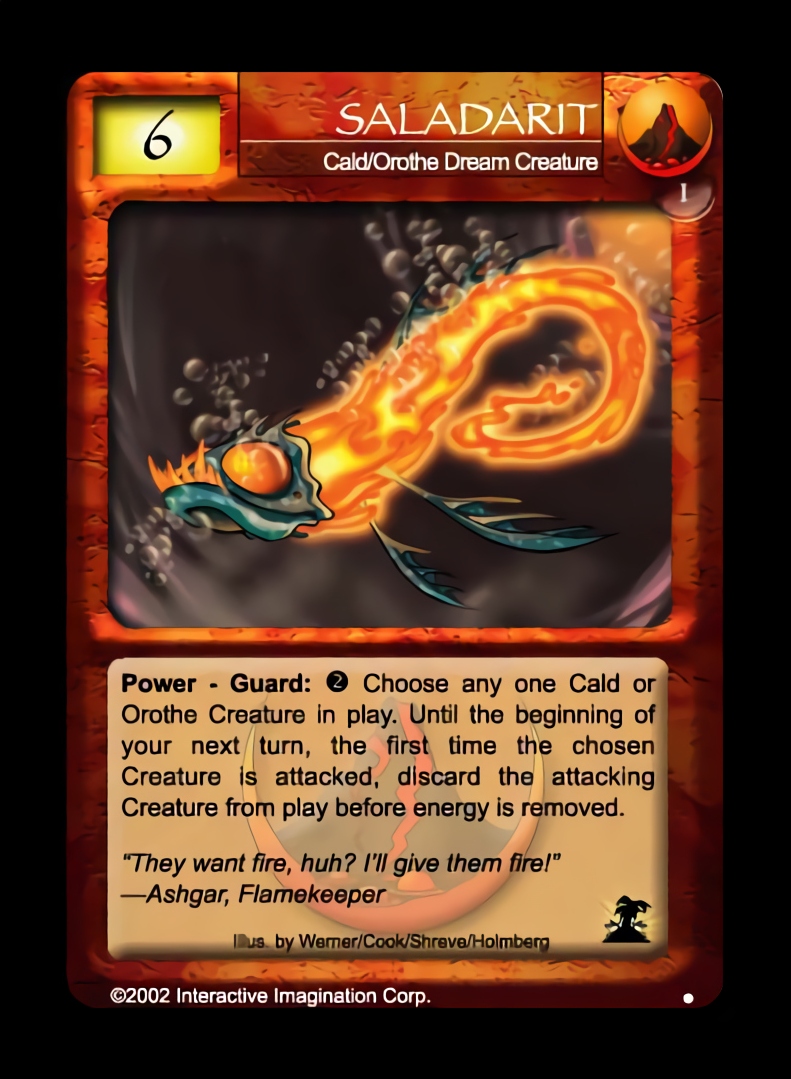 6
SALADARIT
Cald/Orothe Dream Creature
1
Power - Guard: ❷ Choose any one Cald or
Orothe Creature in play. Until the beginning of
your next turn, the first time the chosen
Creature is attacked, discard the attacking
Creature from play before energy is removed.
"They want fire, huh? I'll give them fire!"
—Ashgar, Flamekeeper
Illus. by Werner/Cook/Shreve/Holmberg
©2002 Interactive Imagination Corp.